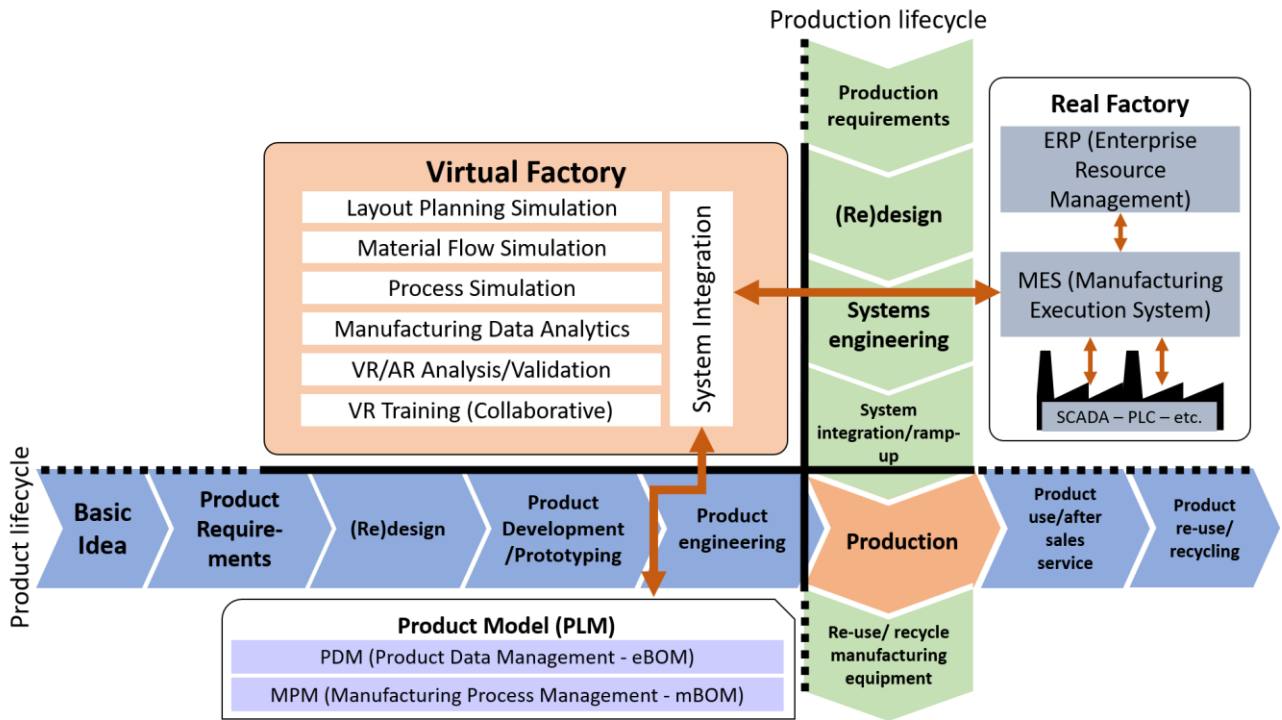 Production lifecycle
Production
requirements
(Re)design
Systems
engineering
System
integration/ramp-
up
Real Factory
ERP (Enterprise
Resource
Management)
MES (Manufacturing
Execution System)
SCADA – PLC – etc.
Virtual Factory
Layout Planning Simulation
Material Flow Simulation
Process Simulation
Manufacturing Data Analytics
VR/AR Analysis/Validation
VR Training (Collaborative)
System Integration
Product lifecycle
Basic
Idea
Product
Require-
ments
(Re)design
Product
Development
/Prototyping
Product
engineering
Production
Product
use/after
sales
service
Product
re-use/
recycling
Product Model (PLM)
PDM (Product Data Management - eBOM)
MPM (Manufacturing Process Management - mBOM)
Re-use/ recycle
manufacturing
equipment